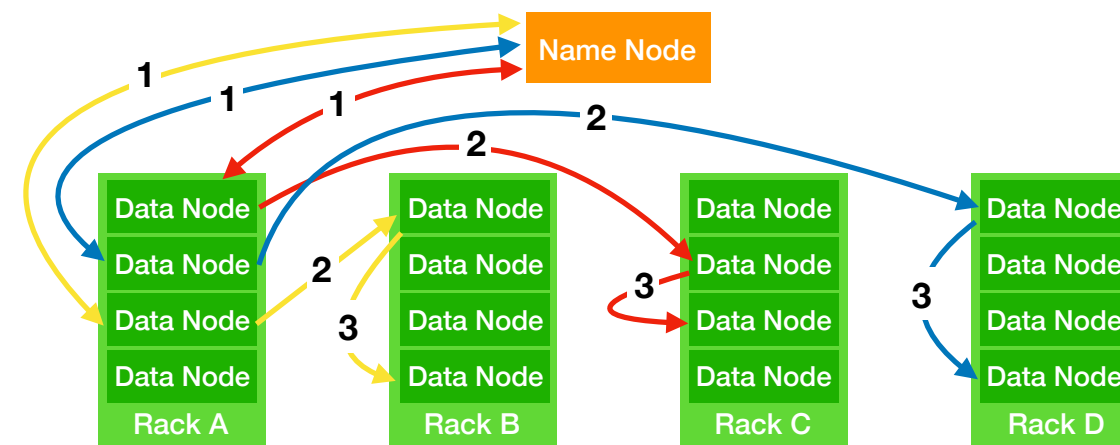 Name Node
1
1
1
2
2
Data Node
Data Node
Data Node
Data Node
Rack A
2
3
Data Node
Data Node
Data Node
Data Node
Rack B
3
Data Node
Data Node
Data Node
Data Node
Rack C
3
Data Node
Data Node
Data Node
Data Node
Rack D